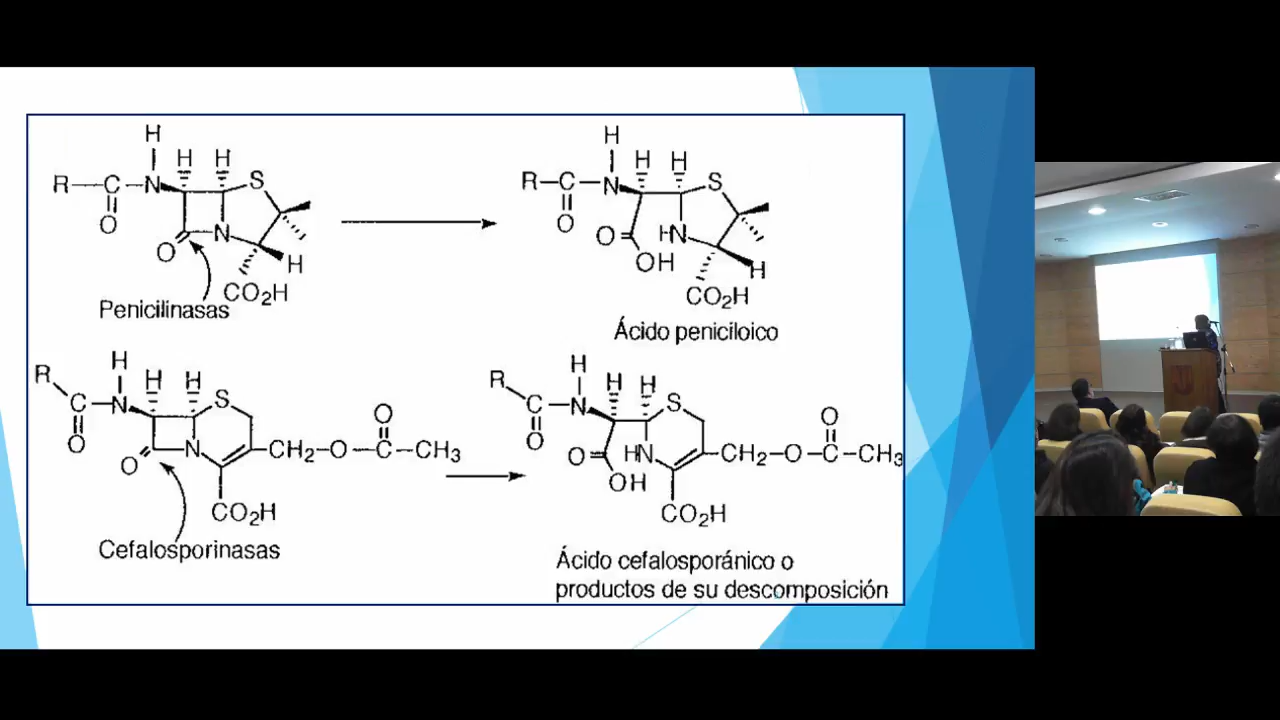 H
H H
R C N S
O
O N H
CO₂H
Penicilinasas
H
H H
R C N S
O
O HN
OH H
CO₂H
Ácido peniciloico
H
R H H
C N S
O
O N CH₂ O C CH₃
O
CO₂H
Cefalosporinasas
H
R H H
C N S
O
O HN CH₂ O C CH₃
O
OH
CO₂H
Ácido cefalosporánico o
productos de su descomposición